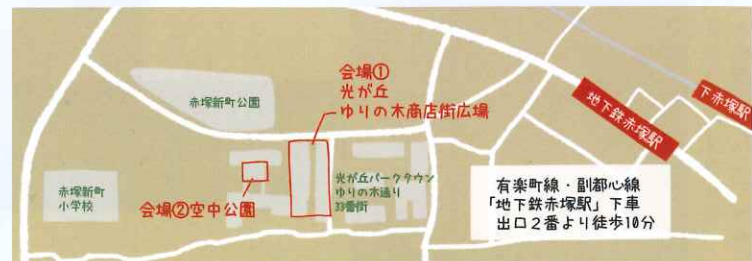 会場①
光が丘
ゆりの木商店街広場
赤塚新町公園
地下鉄赤塚駅
下赤塚駅
赤塚新町
小学校
会場②空中公園
光が丘パークタウン
ゆりの木通り
33番街
有楽町線・副都心線
「地下鉄赤塚駅」下車
出口2番より徒歩10分